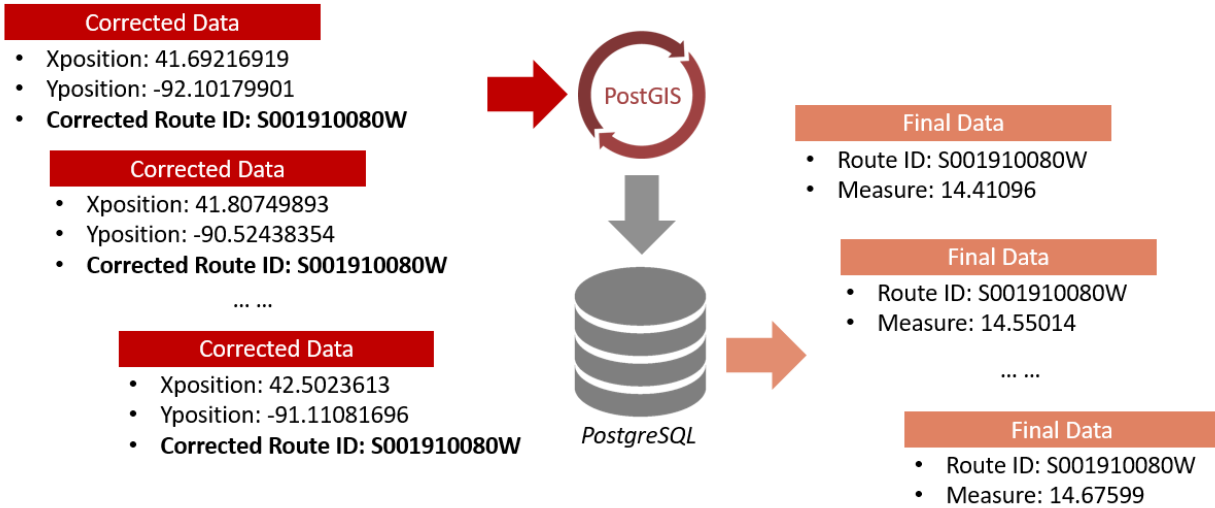 Corrected Data
• Xposition: 41.69216919
• Yposition: -92.10179901
• Corrected Route ID: S001910080W
Corrected Data
• Xposition: 41.80749893
• Yposition: -90.52438354
• Corrected Route ID: S001910080W
... ...
Corrected Data
• Xposition: 42.5023613
• Yposition: -91.11081696
• Corrected Route ID: S001910080W
PostGIS
PostgreSQL
Final Data
• Route ID: S001910080W
• Measure: 14.41096
Final Data
• Route ID: S001910080W
• Measure: 14.55014
... ...
Final Data
• Route ID: S001910080W
• Measure: 14.67599